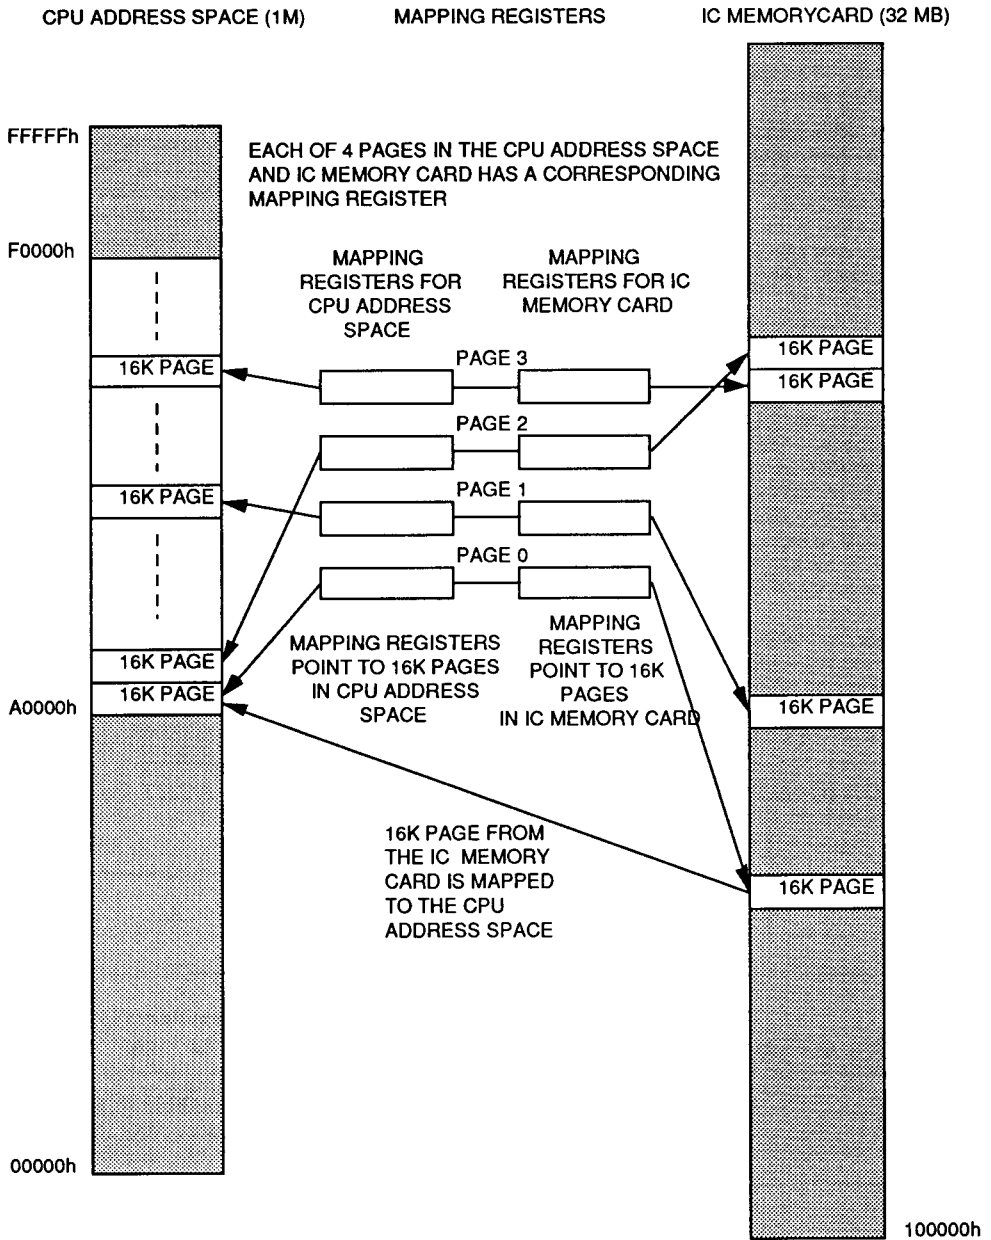 CPU ADDRESS SPACE (1M)
MAPPING REGISTERS
IC MEMORYCARD (32 MB)
FFFFFh
EACH OF 4 PAGES IN THE CPU ADDRESS SPACE
AND IC MEMORY CARD HAS A CORRESPONDING
MAPPING REGISTER
F0000h
MAPPING
REGISTERS FOR
CPU ADDRESS
SPACE
MAPPING
REGISTERS FOR IC
MEMORY CARD
16K PAGE
PAGE 3
16K PAGE
16K PAGE
PAGE 2
16K PAGE
PAGE 1
PAGE 0
16K PAGE
16K PAGE
A0000h
MAPPING REGISTERS
POINT TO 16K PAGES
IN CPU ADDRESS
SPACE
MAPPING
REGISTERS
POINT TO 16K
PAGES
IN IC MEMORY CARD
16K PAGE
16K PAGE FROM
THE IC MEMORY
CARD IS MAPPED
TO THE CPU
ADDRESS SPACE
16K PAGE
00000h
100000h